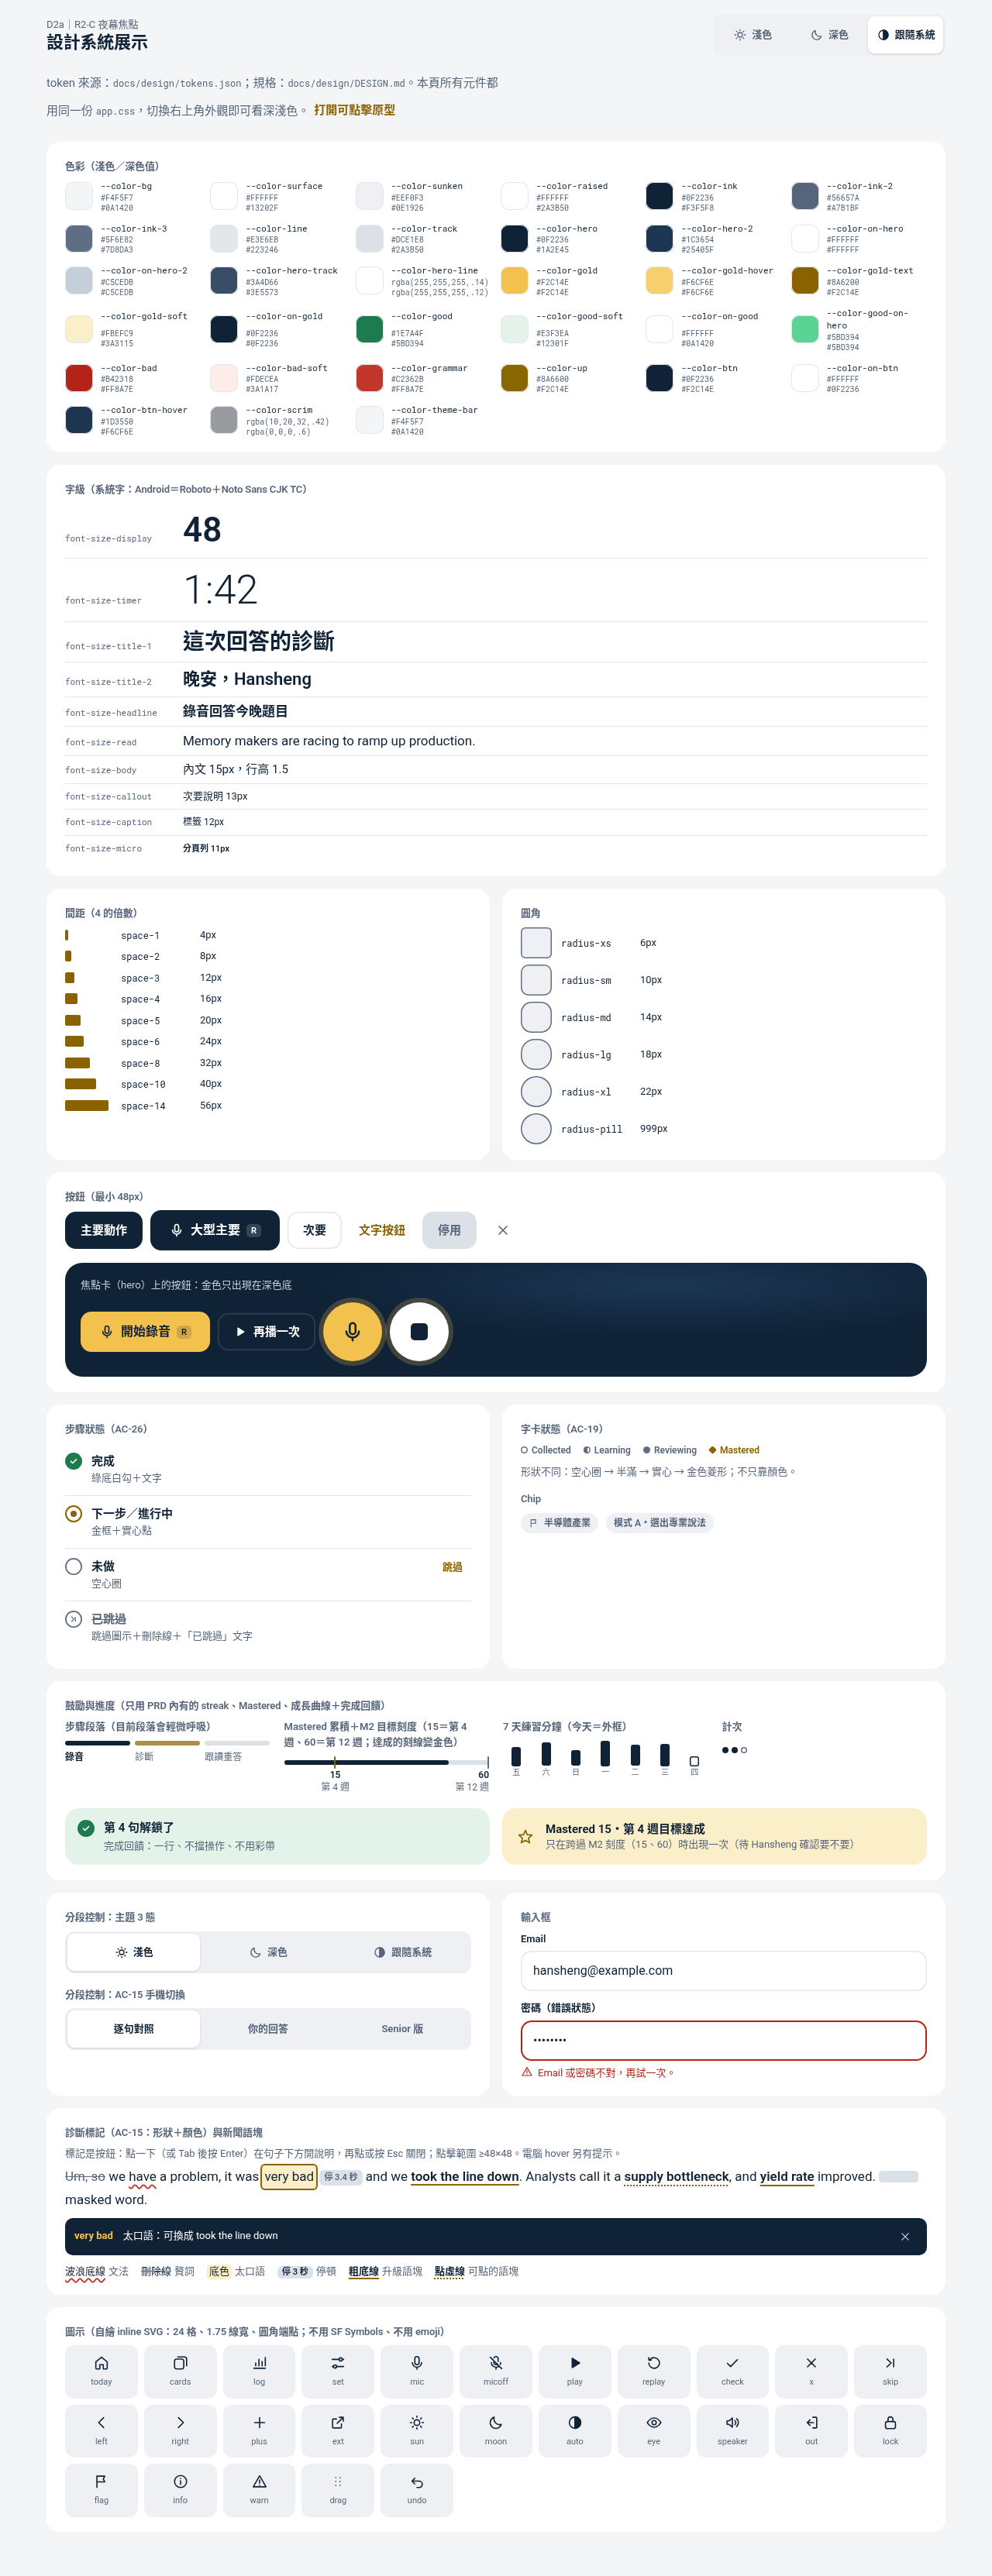 D2a｜R2-C 夜幕焦點
設計系統展示
淺色
深色
跟隨系統
token 來源：docs/design/tokens.json；規格：docs/design/DESIGN.md。本頁所有元件都
用同一份 app.css，切換右上角外觀即可看深淺色。 打開可點擊原型
色彩（淺色／深色值）
--color-bg
#F4F5F7
#0A1420
--color-surface
#FFFFFF
#13202F
--color-sunken
#EEF0F3
#0E1926
--color-raised
#FFFFFF
#2A3B50
--color-ink
#0F2236
#F3F5F8
--color-ink-2
#56657A
#A7B1BF
--color-ink-3
#5F6E82
#7D8DA3
--color-line
#E3E6EB
#223246
--color-track
#DCE1E8
#2A3B50
--color-hero
#0F2236
#1A2E45
--color-hero-2
#1C3654
#25405F
--color-on-hero
#FFFFFF
#FFFFFF
--color-on-hero-2
#C5CEDB
#C5CEDB
--color-hero-track
#3A4D66
#3E5573
--color-hero-line
rgba(255,255,255,.14)
rgba(255,255,255,.12)
--color-gold
#F2C14E
#F2C14E
--color-gold-hover
#F6CF6E
#F6CF6E
--color-gold-text
#8A6200
#F2C14E
--color-gold-soft
#FBEFC9
#3A3115
--color-on-gold
#0F2236
#0F2236
--color-good
#1E7A4F
#5BD394
--color-good-soft
#E3F3EA
#12301F
--color-on-good
#FFFFFF
#0A1420
--color-good-on-
hero
#5BD394
#5BD394
--color-bad
#B42318
#FF8A7E
--color-bad-soft
#FDECEA
#3A1A17
--color-grammar
#C2362B
#FF8A7E
--color-up
#8A6600
#F2C14E
--color-btn
#0F2236
#F2C14E
--color-on-btn
#FFFFFF
#0F2236
--color-btn-hover
#1D3550
#F6CF6E
--color-scrim
rgba(10,20,32,.42)
rgba(0,0,0,.6)
--color-theme-bar
#F4F5F7
#0A1420
字級（系統字：Android＝Roboto＋Noto Sans CJK TC）
font-size-display 48
font-size-timer 1:42
font-size-title-1 這次回答的診斷
font-size-title-2 晚安，Hansheng
font-size-headline 錄音回答今晚題目
font-size-read Memory makers are racing to ramp up production.
font-size-body 內文 15px，行高 1.5
font-size-callout 次要說明 13px
font-size-caption 標籤 12px
font-size-micro 分頁列 11px
間距（4 的倍數）
space-1 4px
space-2 8px
space-3 12px
space-4 16px
space-5 20px
space-6 24px
space-8 32px
space-10 40px
space-14 56px
圓角
radius-xs 6px
radius-sm 10px
radius-md 14px
radius-lg 18px
radius-xl 22px
radius-pill 999px
按鈕（最小 48px）
主要動作
大型主要 R
次要
文字按鈕
停用
焦點卡（hero）上的按鈕：金色只出現在深色底
開始錄音 R
再播一次
步驟狀態（AC-26）
完成
綠底白勾＋文字
下一步／進行中
金框＋實心點
未做
空心圈
跳過
已跳過
跳過圖示＋刪除線＋「已跳過」文字
字卡狀態（AC-19）
Collected
Learning
Reviewing
Mastered
形狀不同：空心圈 → 半滿 → 實心 → 金色菱形；不只靠顏色。
Chip
半導體產業
模式 A・選出專業說法
鼓勵與進度（只用 PRD 內有的 streak、Mastered、成長曲線＋完成回饋）
步驟段落（目前段落會輕微呼吸）
錄音
診斷
跟讀重答
Mastered 累積＋M2 目標刻度（15＝第 4
週、60＝第 12 週；達成的刻線變金色）
15
第 4 週
60
第 12 週
7 天練習分鐘（今天＝外框）
五
六
日
一
二
三
四
計次
第 4 句解鎖了
完成回饋：一行、不擋操作、不用彩帶
Mastered 15・第 4 週目標達成
只在跨過 M2 刻度（15、60）時出現一次（待 Hansheng 確認要不要）
分段控制：主題 3 態
淺色
深色
跟隨系統
分段控制：AC-15 手機切換
逐句對照
你的回答
Senior 版
輸入框
Email
hansheng@example.com
密碼（錯誤狀態）
••••••••
Email 或密碼不對，再試一次。
診斷標記（AC-15：形狀＋顏色）與新聞語塊
標記是按鈕：點一下（或 Tab 後按 Enter）在句子下方開說明，再點或按 Esc 關閉；點擊範圍 ≥48×48。電腦 hover 另有提示。
Um, so we have a problem, it was very bad 停 3.4 秒 and we took the line down. Analysts call it a supply bottleneck, and yield rate improved.
masked word.
very bad 太口語：可換成 took the line down
波浪底線 文法 刪除線 贅詞 底色 太口語 停 3 秒 停頓 粗底線 升級語塊 點虛線 可點的語塊
圖示（自繪 inline SVG：24 格、1.75 線寬、圓角端點；不用 SF Symbols、不用 emoji）
today
cards
log
set
mic
micoff
play
replay
check
x
skip
left
right
plus
ext
sun
moon
auto
eye
speaker
out
lock
flag
info
warn
drag
undo